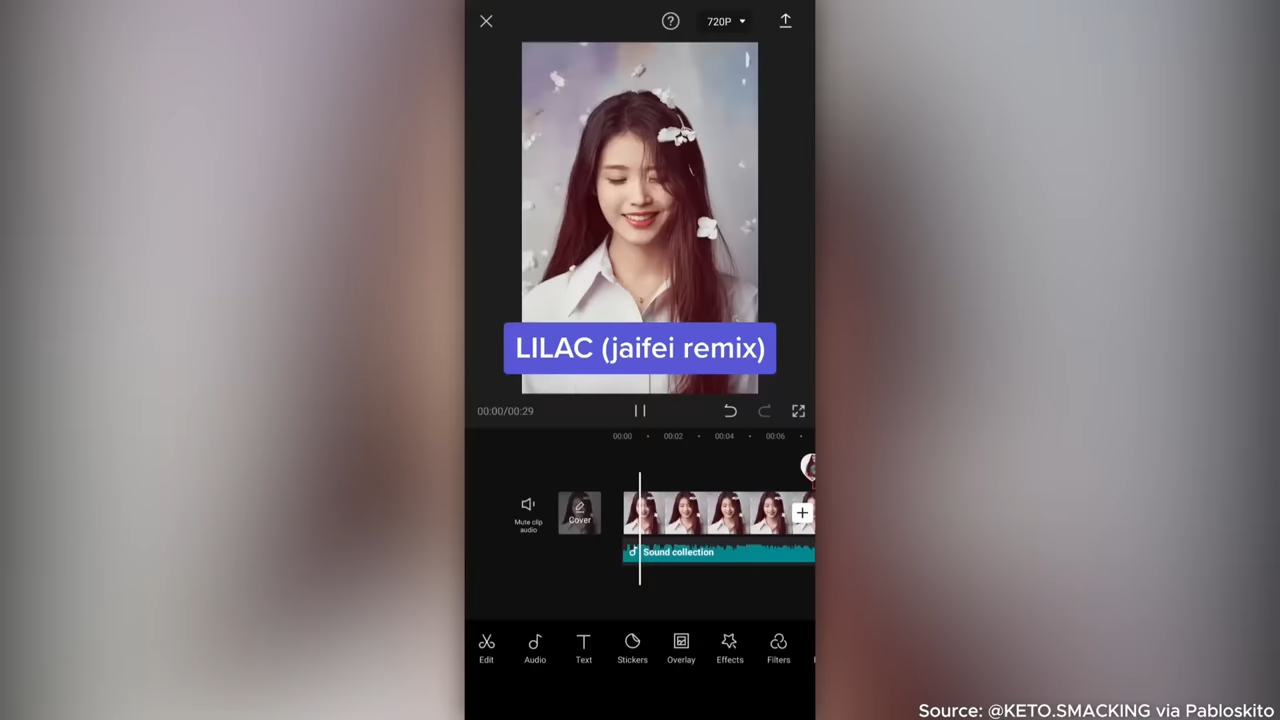 ?
720P
LILAC (jaifei remix)
00:00/00:29
00:00
00:02
00:04
00:06
Mute clip
audio
Cover
Sound collection
Edit
Audio
Text
Stickers
Overlay
Effects
Filters
Source: @KETO.SMACKING via Pabloskito